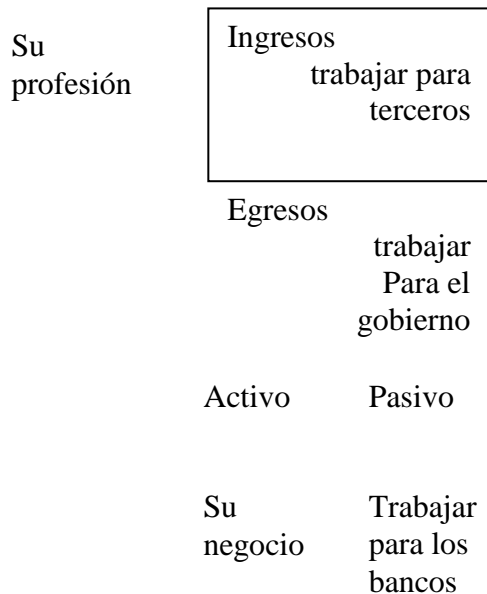 Su
profesión
Ingresos
trabajar para
terceros
Egresos
trabajar
Para el
gobierno
Activo Pasivo
Su
negocio
Trabajar
para los
bancos